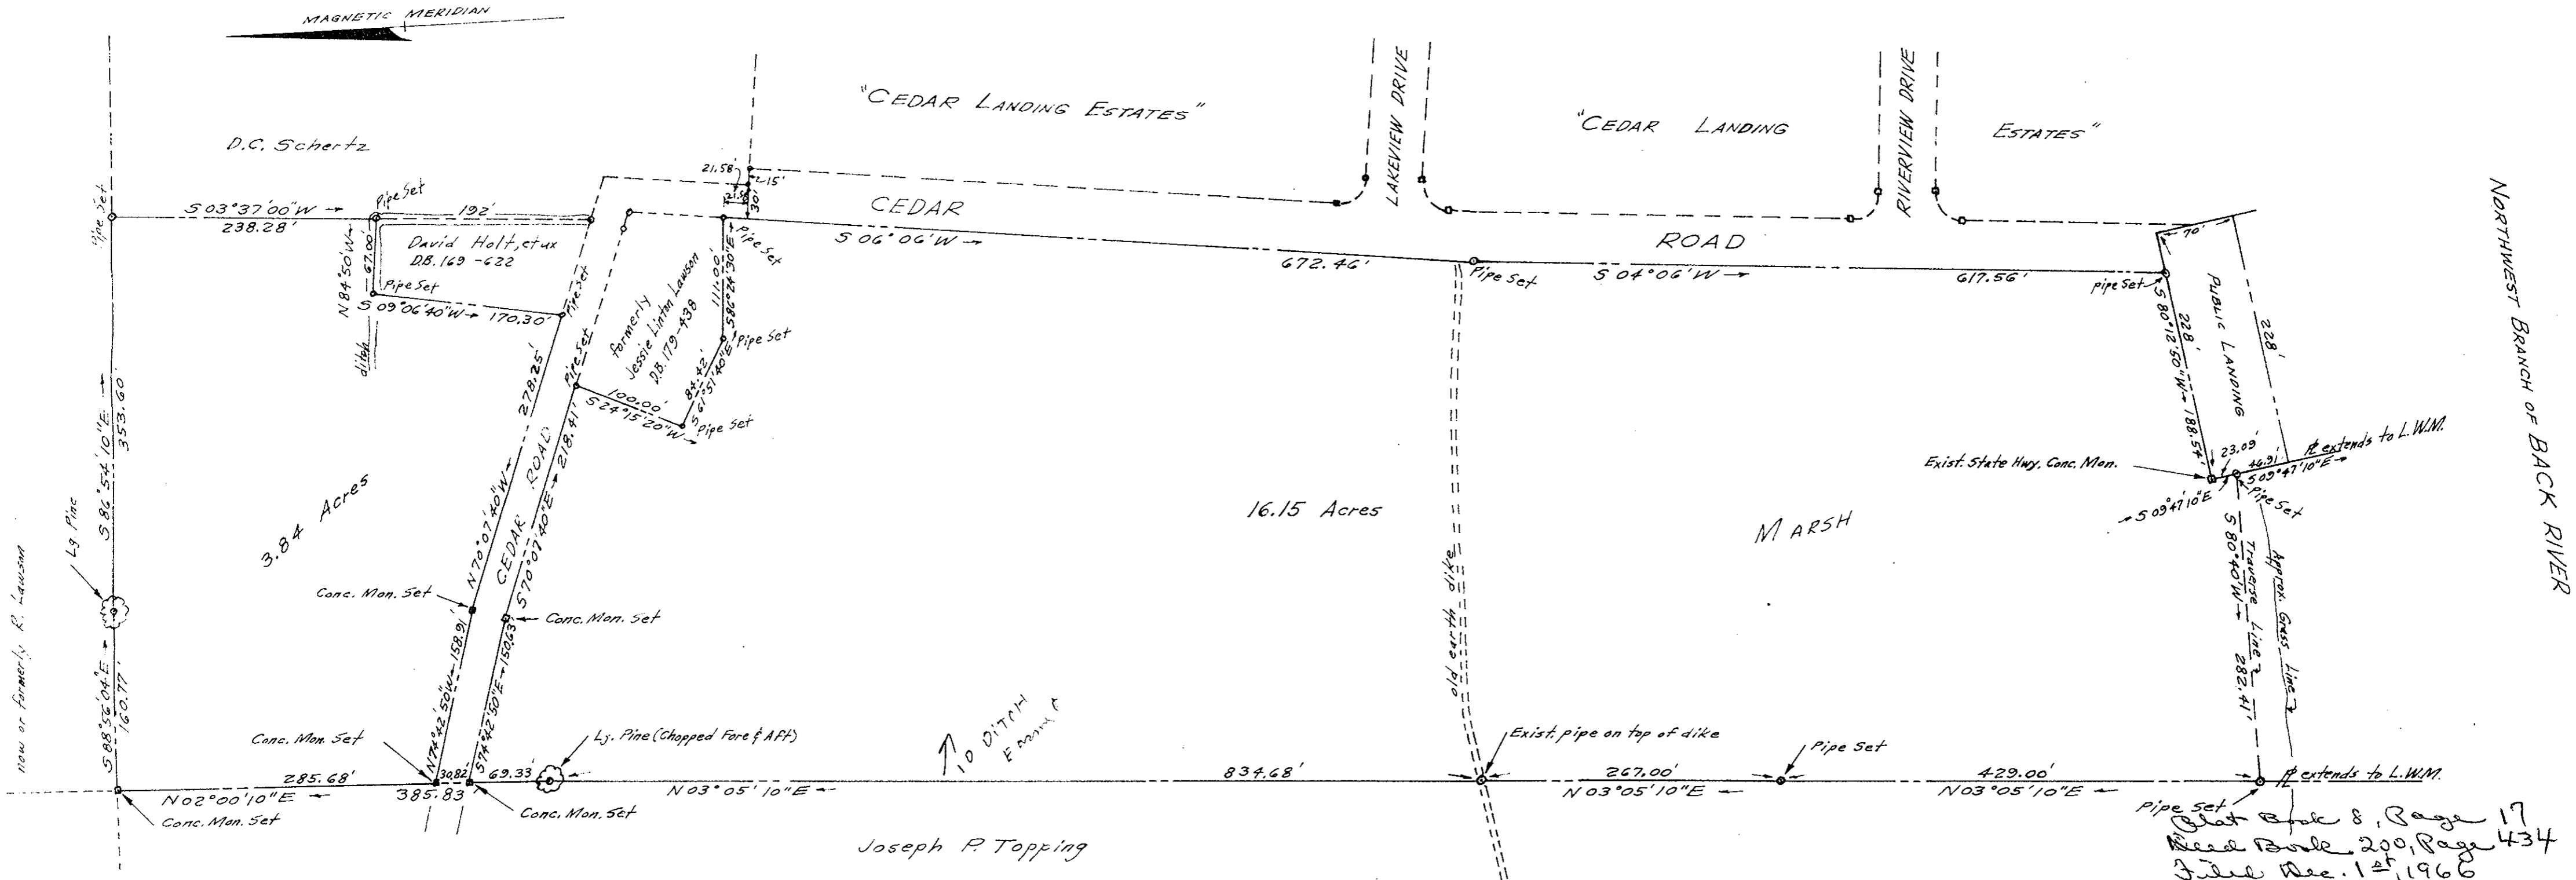 MAGNETIC MERIDIAN
D.C. Schertz
"CEDAR LANDING ESTATES"
LAKEVIEW DRIVE
"CEDAR LANDING
RIVERVIEW DRIVE
ESTATES"
NORTHWEST BRANCH OF BACK RIVER
Pipe Set
S 03°37'00"W
238.28'
Pipe Set
192'
21.58'
15'
30'
CEDAR
ROAD
S 06°06'W
672.46'
Pipe Set
S 04°06'W
617.56'
pipe Set
70'
PUBLIC LANDING
228'
228'
S 80°12'50"W
188.54'
N 84°50'W
67.00'
David Holt, et ux
D.B. 169-622
Pipe Set
S 09°06'40"W
170.30'
ditch
Pipe Set
Pipe Set
formerly
Jessie Linton Lawson
D.B. 179-438
111.00'
S86°24'30"E
Pipe Set
Pipe Set
84.42'
S 61°51'40"E
100.00'
S 24°15'20"W
Pipe Set
S 86°54'10"E
353.60'
278.25'
N70°07'40"W
CEDAR ROAD
218.41'
S70°07'40"E
3.84 Acres
Lg Pine
now or formerly R. Lawson
Conc. Mon. Set
Conc. Mon. Set
N74°42'50"W
158.91'
S74°42'50"E
150.63'
S 88°56'04"E
160.77'
16.15 Acres
old earth dike
MARSH
Exist. State Hwy. Conc. Mon.
23.09'
46.91'
S 09°47'10"E
℄ extends to L.W.M.
S 09°47'10"E
Pipe Set
S 80°40'W
282.41'
Traverse Line
Approx. Grass Line
Conc. Mon. Set
Lg. Pine (Chopped Fore & Aft)
10 DITCH
Exist. pipe on top of dike
Pipe Set
285.68'
30.82'
69.33'
834.68'
267.00'
429.00'
℄ extends to L.W.M.
N 02°00'10"E
385.83'
N 03°05'10"E
N 03°05'10"E
N 03°05'10"E
Conc. Mon. Set
Conc. Mon. Set
Pipe Set
Joseph P. Topping
Plat Book 8, Page 17
Deed Book 200, Page 434
Filed Dec. 1st, 1966